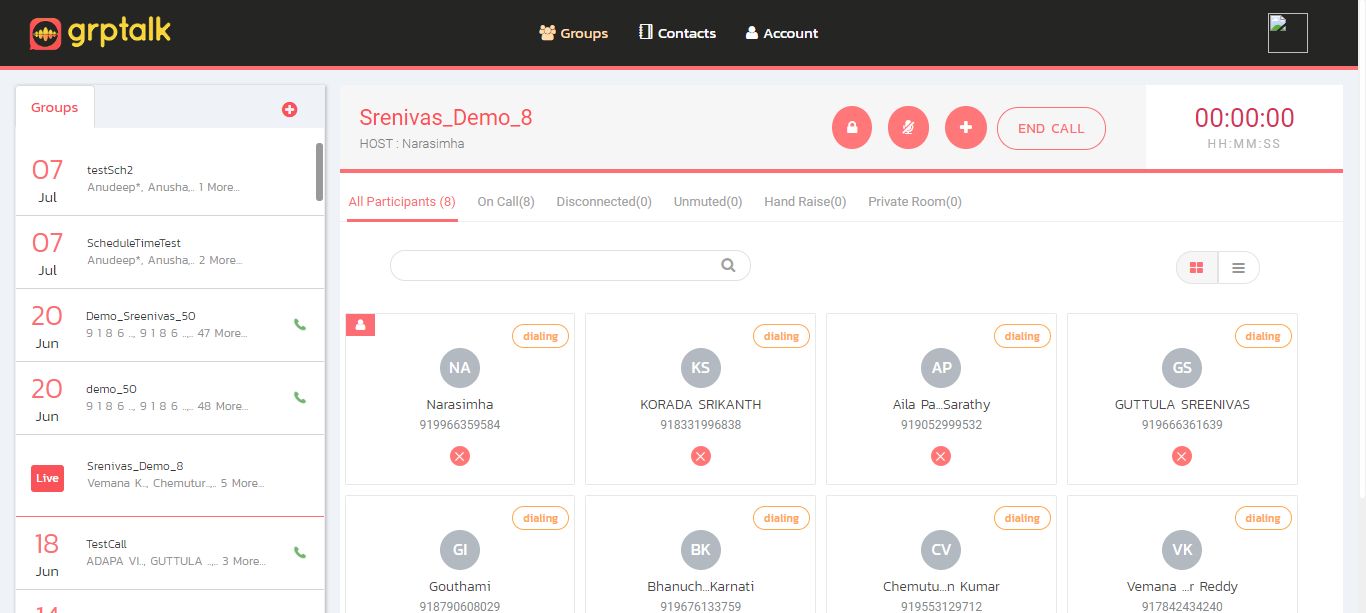 grptalk
Groups
Contacts
Account
Groups
07
Jul
testSch2
Anudeep*, Anusha,.. 1 More...
07
Jul
ScheduleTimeTest
Anudeep*, Anusha,.. 2 More...
20
Jun
Demo_Sreenivas_50
9 1 8 6 .., 9 1 8 6 ..,.. 47 More...
20
Jun
demo_50
9 1 8 6 .., 9 1 8 6 ..,.. 48 More...
Live
Srenivas_Demo_8
Vemana K.., Chemutur..,.. 5 More...
18
Jun
TestCall
ADAPA VI.., GUTTULA ..,.. 3 More...
14
Srenivas_Demo_8
HOST : Narasimha
END CALL
00:00:00
HH:MM:SS
All Participants (8)
On Call(8)
Disconnected(0)
Unmuted(0)
Hand Raise(0)
Private Room(0)
dialing
NA
Narasimha
919966359584
dialing
KS
KORADA SRIKANTH
918331996838
dialing
AP
Aila Pa...Sarathy
919052999532
dialing
GS
GUTTULA SREENIVAS
919666361639
dialing
GI
Gouthami
918790608029
dialing
BK
Bhanuch...Karnati
919676133759
dialing
CV
Chemutu...n Kumar
919553129712
dialing
VK
Vemana ...r Reddy
917842434240